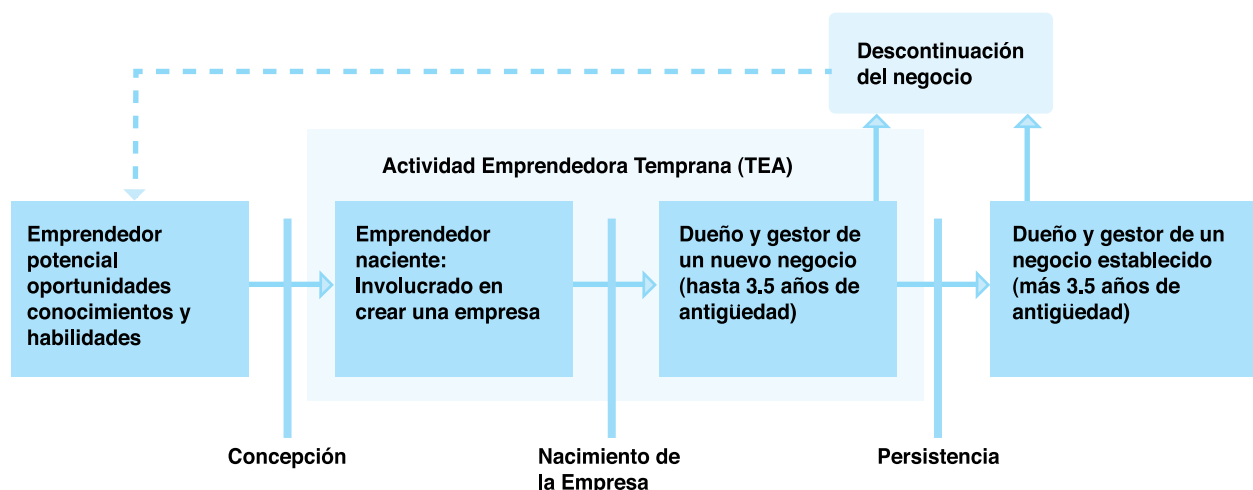 Descontinuación
del negocio
Actividad Emprendedora Temprana (TEA)
Emprendedor
potencial
oportunidades
conocimientos y
habilidades
Emprendedor
naciente:
Involucrado en
crear una empresa
Dueño y gestor de
un nuevo negocio
(hasta 3.5 años de
antigüedad)
Dueño y gestor de un
negocio establecido
(más 3.5 años de
antigüedad)
Concepción
Nacimiento de
la Empresa
Persistencia